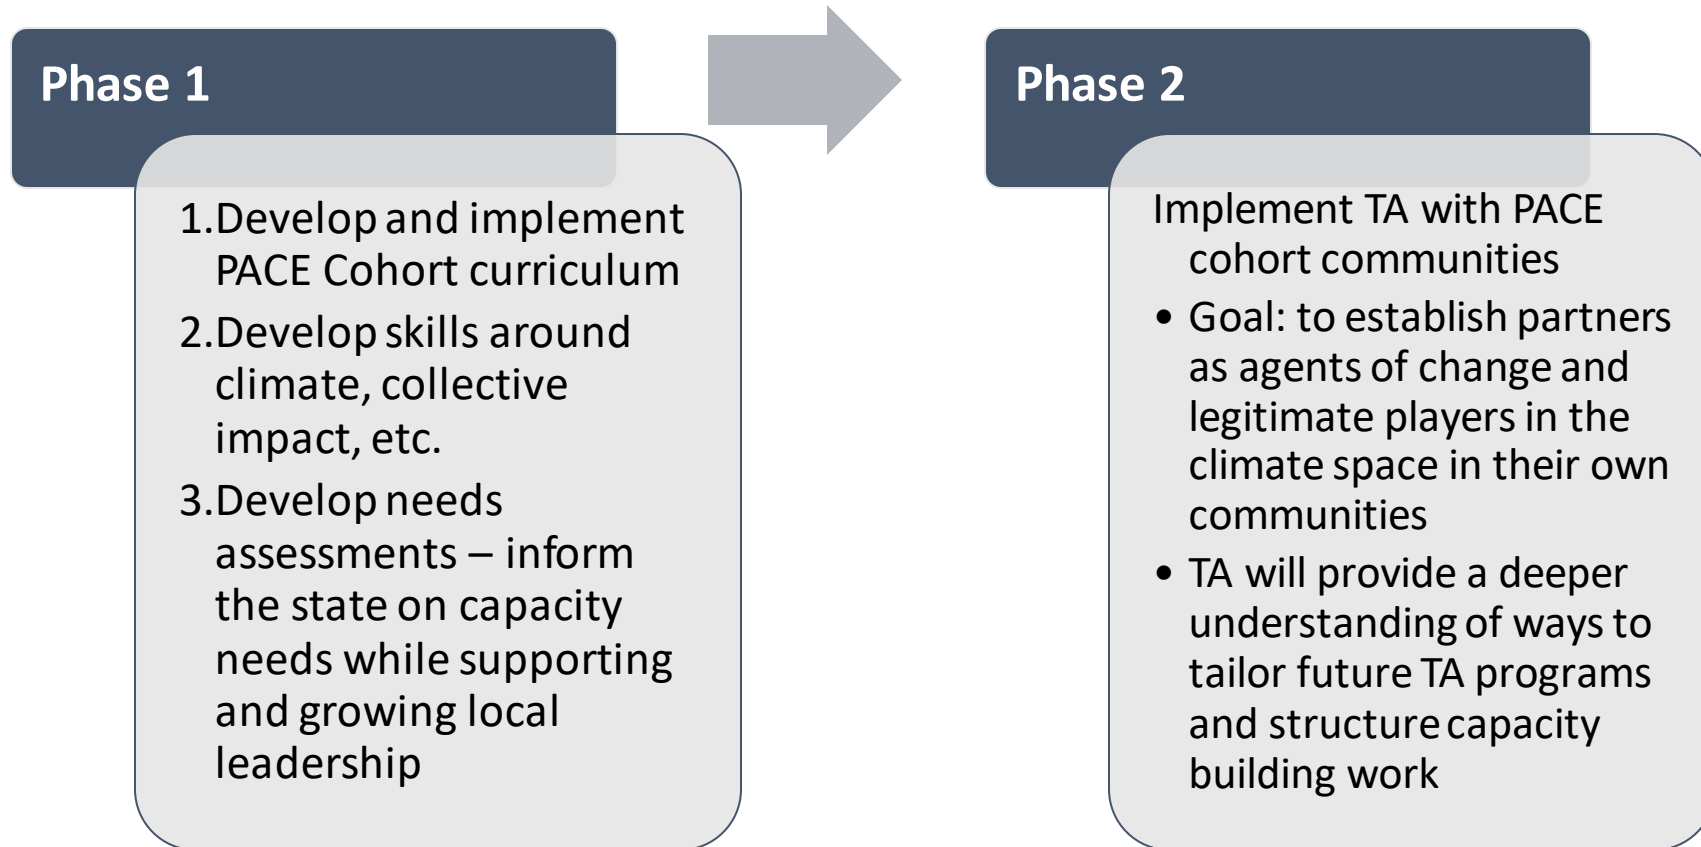 Phase 1
1.Develop and implement
PACE Cohort curriculum
2.Develop skills around
climate, collective
impact, etc.
3.Develop needs
assessments – inform
the state on capacity
needs while supporting
and growing local
leadership
Phase 2
Implement TA with PACE
cohort communities
• Goal: to establish partners
as agents of change and
legitimate players in the
climate space in their own
communities
• TA will provide a deeper
understanding of ways to
tailor future TA programs
and structure capacity
building work